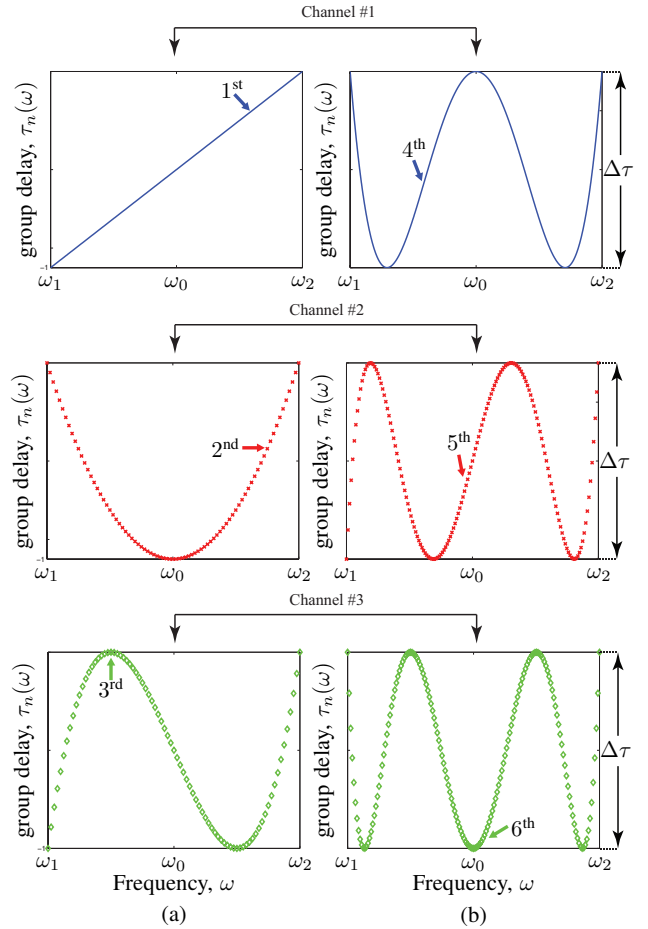 Channel #1
group delay, τn(ω)
1st
-1
ω1 ω0 ω2
group delay, τn(ω)
4th
Δτ
ω1 ω0 ω2
Channel #2
group delay, τn(ω)
2nd
-1
ω1 ω0 ω2
group delay, τn(ω)
5th
Δτ
ω1 ω0 ω2
Channel #3
group delay, τn(ω)
3rd
-1
ω1 ω0 ω2
Frequency, ω
(a)
group delay, τn(ω)
6th
Δτ
ω1 ω0 ω2
Frequency, ω
(b)